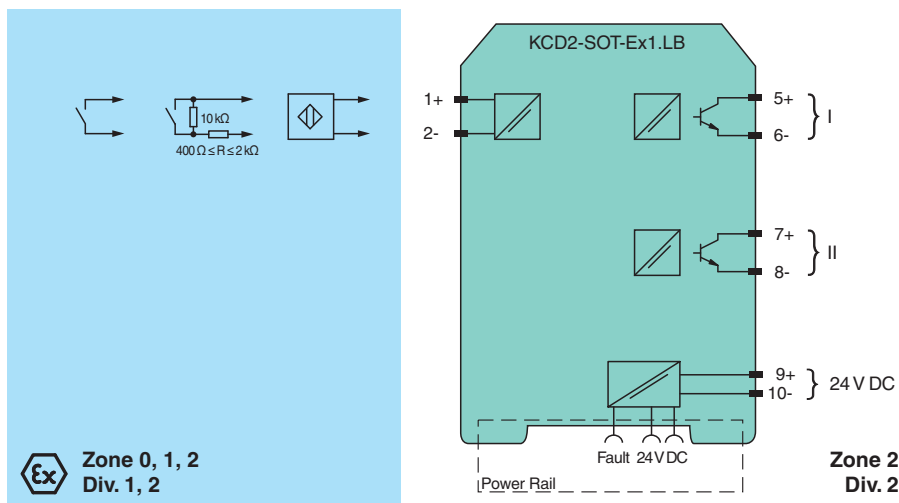 KCD2-SOT-Ex1.LB
10 kΩ
400 Ω ≤ R ≤ 2 kΩ
1+
2-
5+
6-
I
7+
8-
II
9+
10-
24 V DC
Fault 24 V DC
Power Rail
Ex
Zone 0, 1, 2
Div. 1, 2
Zone 2
Div. 2